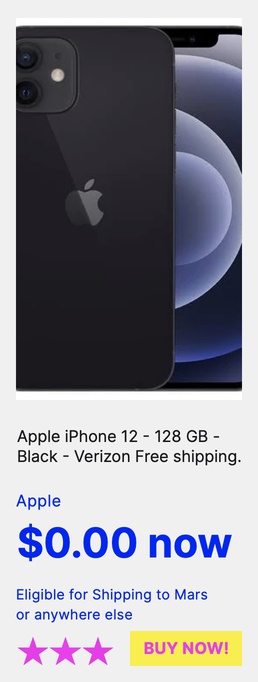 Apple iPhone 12 - 128 GB -
Black - Verizon Free shipping.
Apple
$0.00 now
Eligible for Shipping to Mars
or anywhere else
BUY NOW!